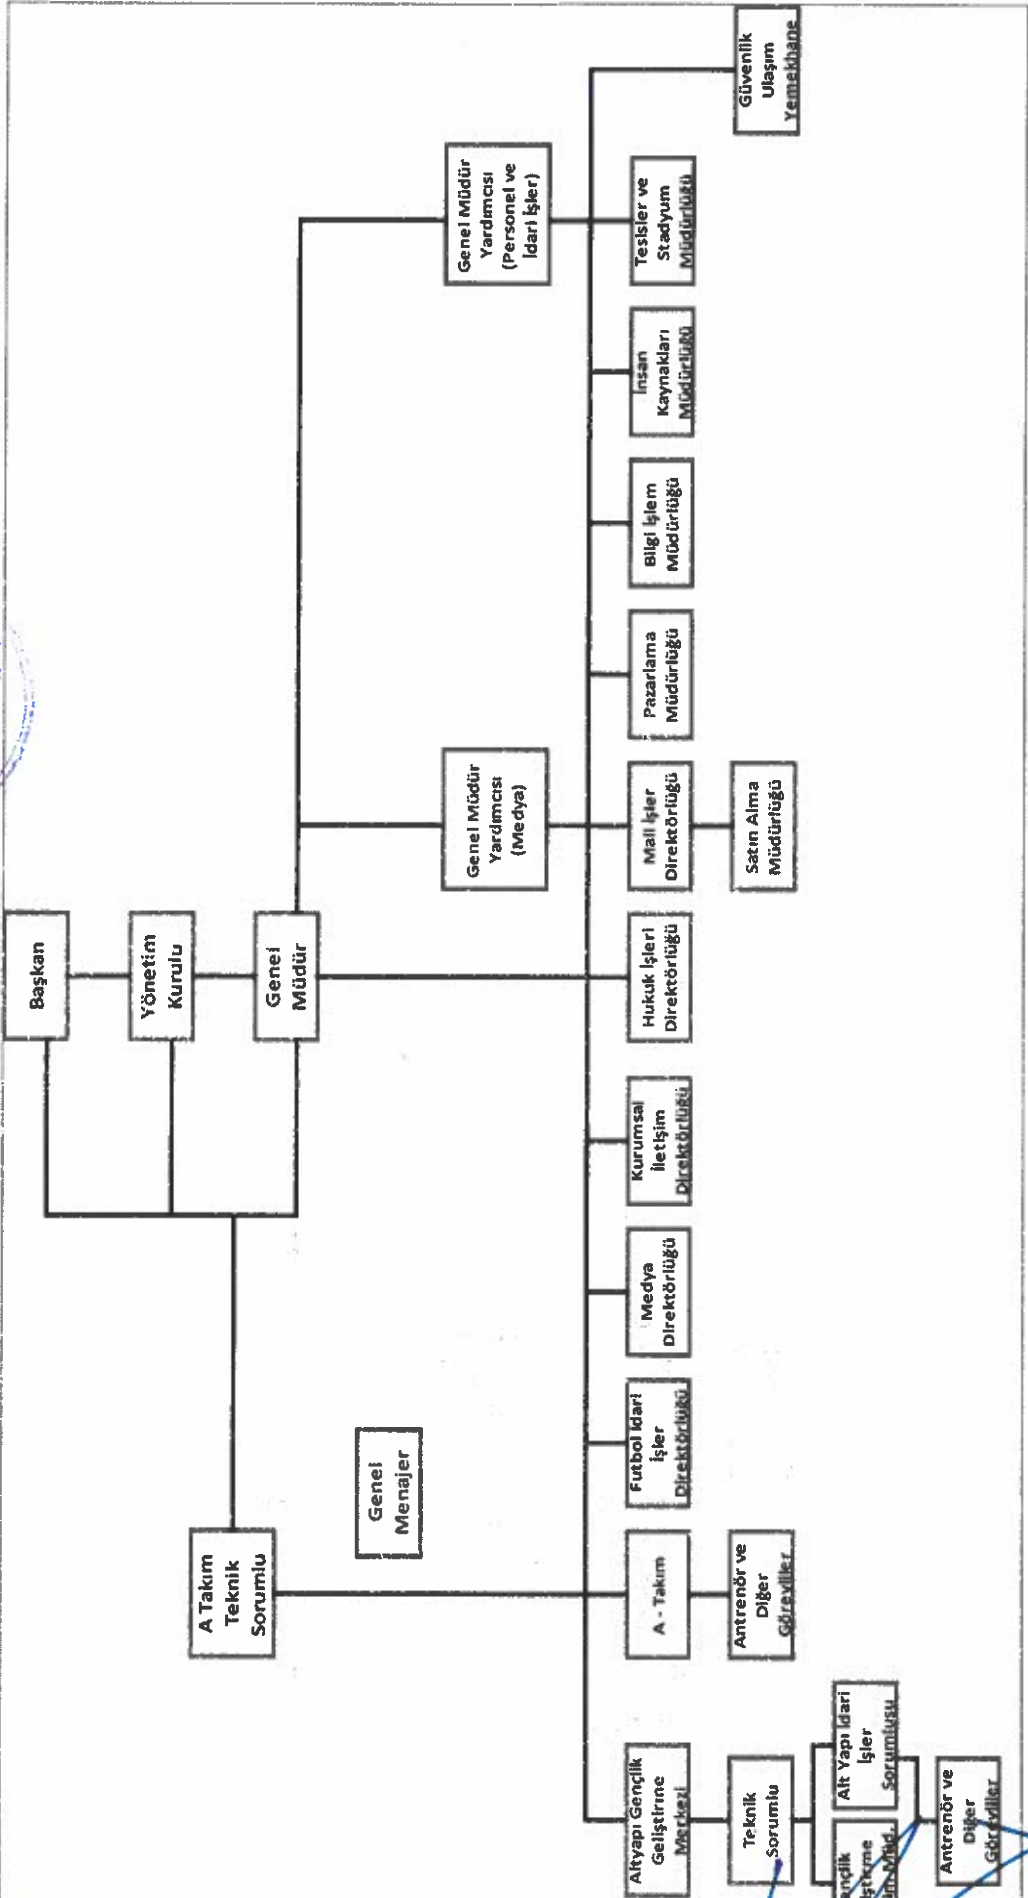 Başkan
Yönetim
Kurulu
Genel
Müdür
A Takım
Teknik
Sorumlu
Genel
Menajer
Genel Müdür
Yardımcısı
(Medya)
Genel Müdür
Yardımcısı
(Personel ve
İdari İşler)
Altyapı Gençlik
Geliştirme
Merkezi
A - Takım
Futbol İdari
İşler
Direktörlüğü
Medya
Direktörlüğü
Kurumsal
İletişim
Direktörlüğü
Hukuk İşleri
Direktörlüğü
Mali İşler
Direktörlüğü
Pazarlama
Müdürlüğü
Bilgi İşlem
Müdürlüğü
İnsan
Kaynakları
Müdürlüğü
Tesisler ve
Stadyum
Müdürlüğü
Güvenlik
Ulaşım
Yemekhane
Teknik
Sorumlu
Antrenör ve
Diğer
Görevliler
Satın Alma
Müdürlüğü
Alt Yapı İdari
İşler
Sorumlusu
Antrenör ve
Diğer
Görevliler